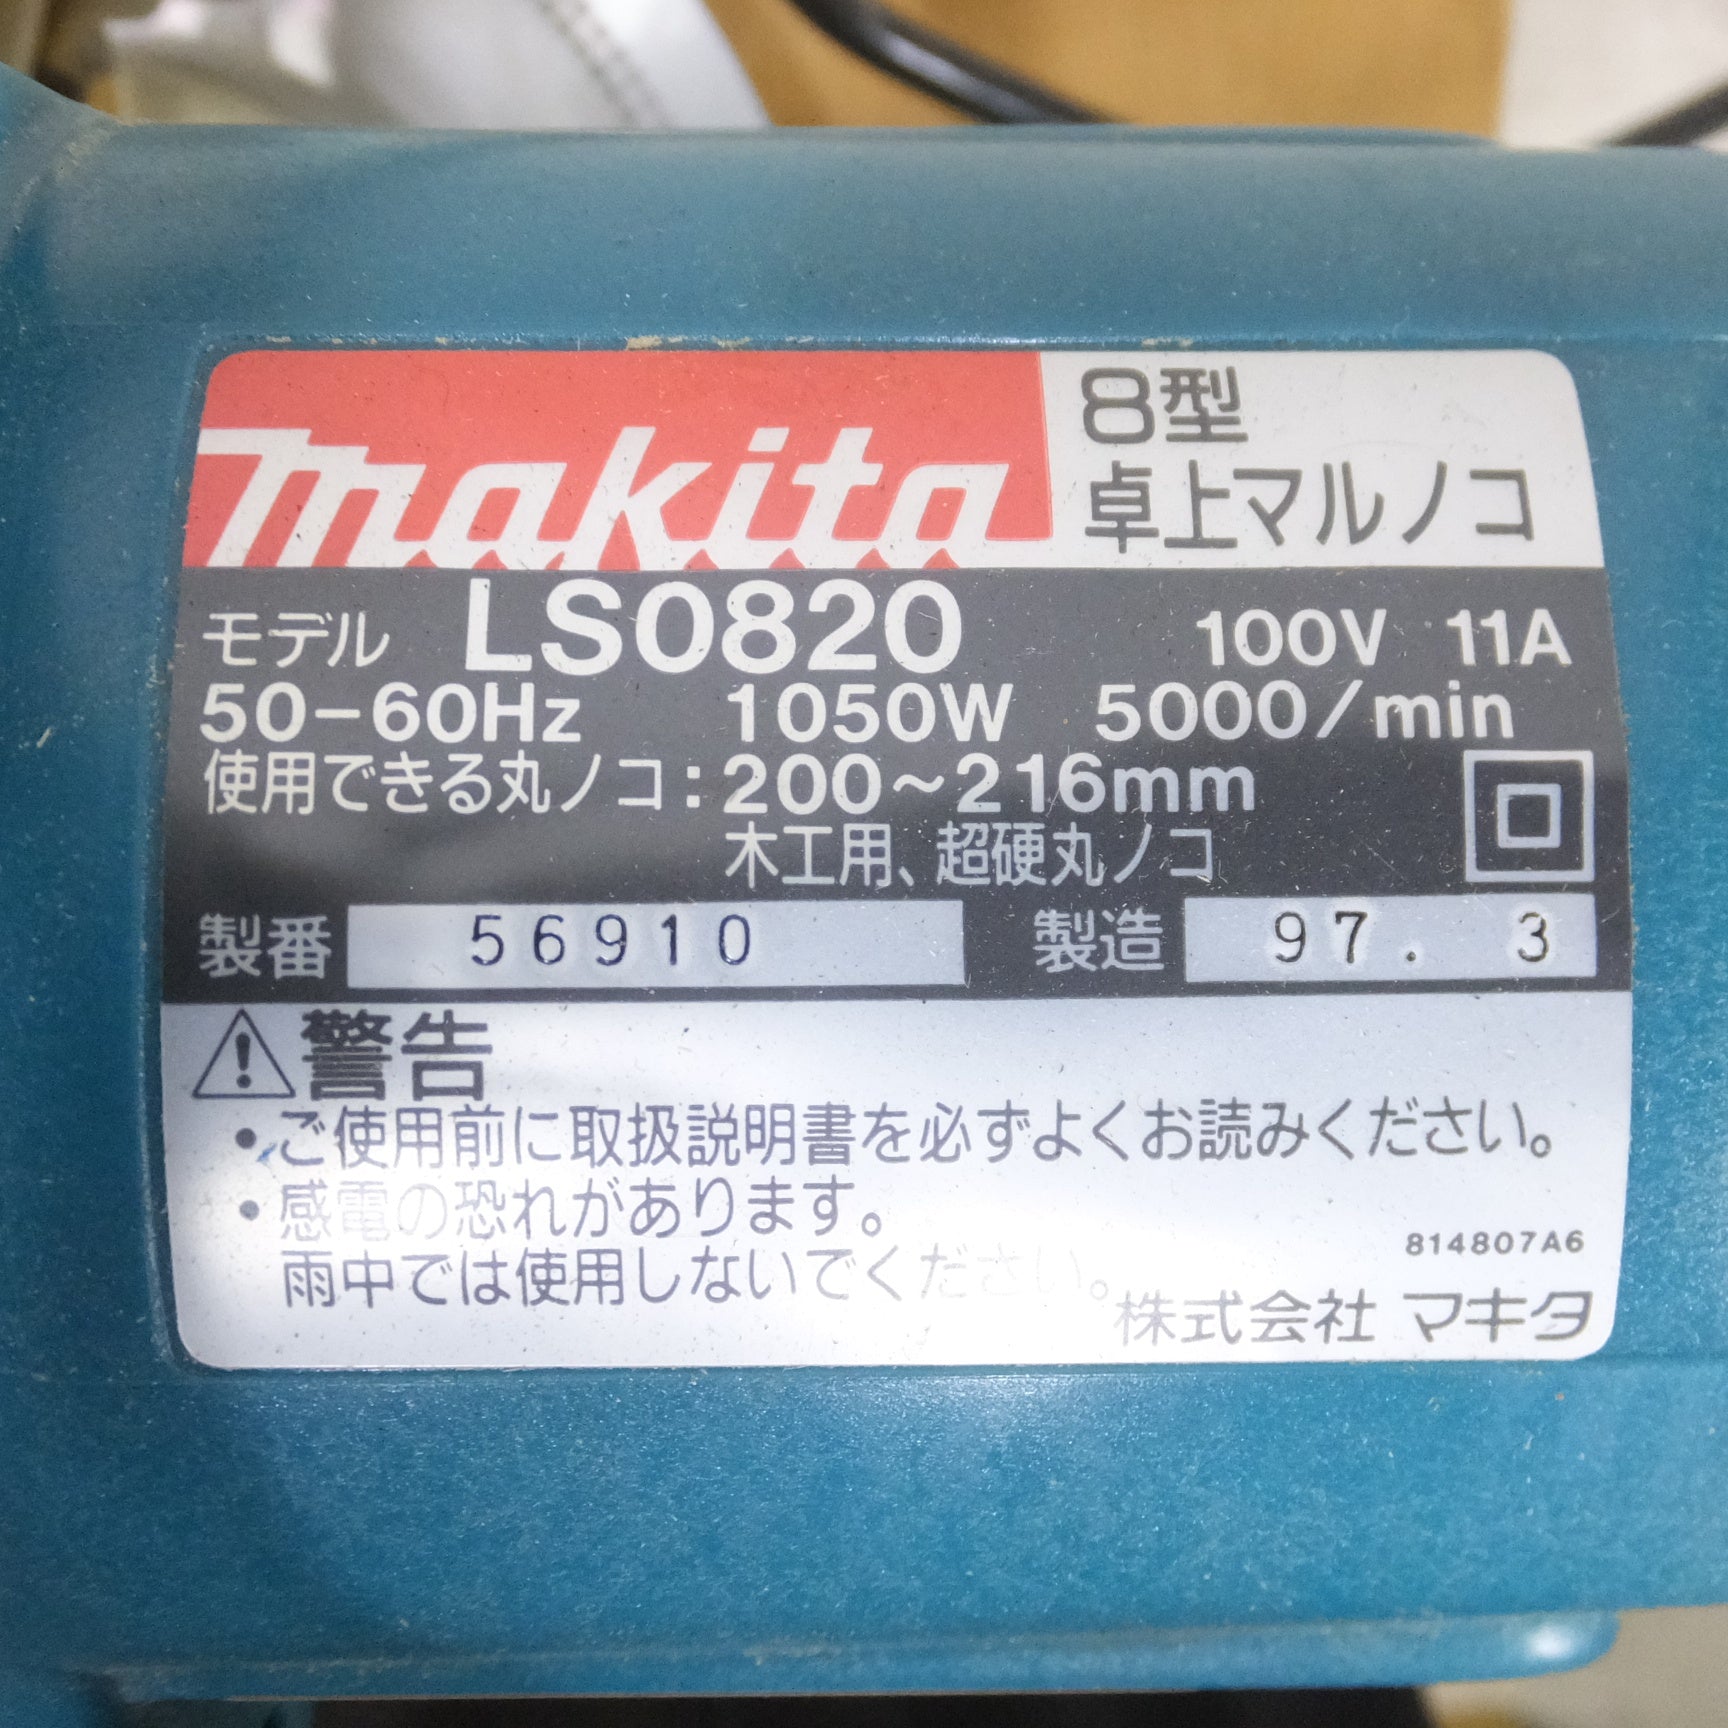 makita
8型
卓上マルノコ
モデル LS0820 100V 11A
50-60Hz 1050W 5000/min
使用できる丸ノコ:200~216mm
木工用、超硬丸ノコ
製番 56910 製造 97. 3
警告
・ご使用前に取扱説明書を必ずよくお読みください。
・感電の恐れがあります。
雨中では使用しないでください。
814807A6
株式会社 マキタ